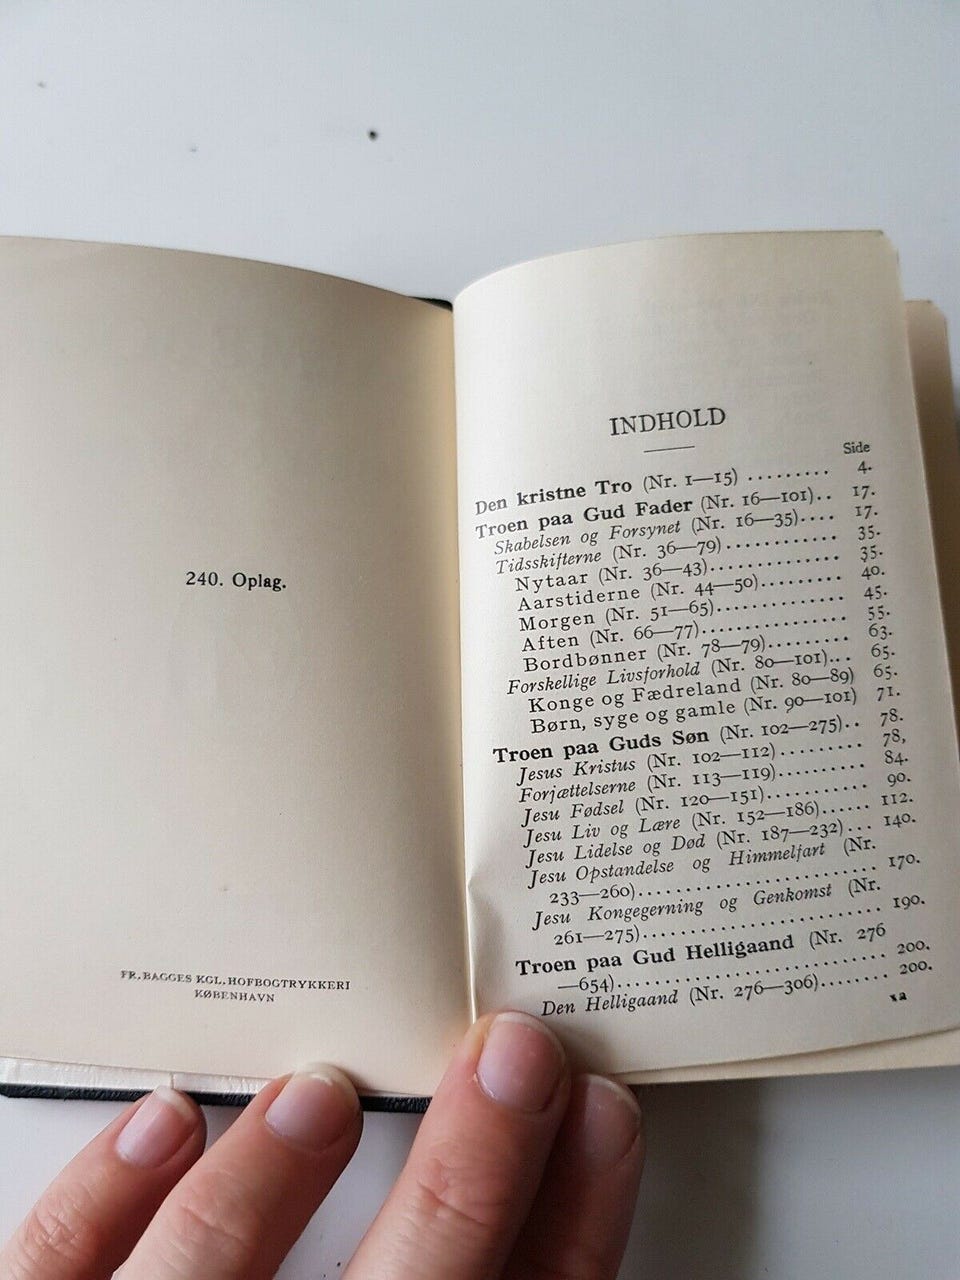 240. Oplag.
FR. BAGGES KGL. HOFBOGTRYKKERI
KØBENHAVN
INDHOLD
Side
Den kristne Tro (Nr. 1—15) ......... 4.
Troen paa Gud Fader (Nr. 16—101).. 17.
Skabelsen og Forsynet (Nr. 16—35).... 17.
Tidsskifterne (Nr. 36—79)............ 35.
Nytaar (Nr. 36—43)............ 35.
Aarstiderne (Nr. 44—50)......... 40.
Morgen (Nr. 51—65)............. 45.
Aften (Nr. 66—77)............... 55.
Bordbønner (Nr. 78—79)......... 63.
Forskellige Livsforhold (Nr. 80—101)... 65.
Konge og Fædreland (Nr. 80—89) 65.
Børn, syge og gamle (Nr. 90—101) 71.
Troen paa Guds Søn (Nr. 102—275).. 78.
Jesus Kristus (Nr. 102—112)......... 78,
Forjættelserne (Nr. 113—119)......... 84.
Jesu Fødsel (Nr. 120—151)........... 90.
Jesu Liv og Lære (Nr. 152—186)...... 112.
Jesu Lidelse og Død (Nr. 187—232)... 140.
Jesu Opstandelse og Himmelfart (Nr.
233—260)......................... 170.
Jesu Kongegerning og Genkomst (Nr.
261—275)......................... 190.
Troen paa Gud Helligaand (Nr. 276
—654)............................ 200.
Den Helligaand (Nr. 276—306)....... 200.